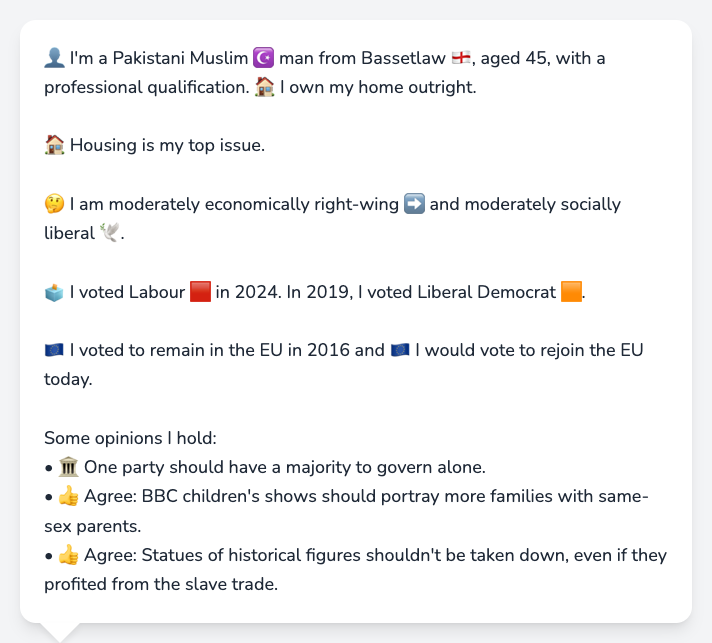 👤 I'm a Pakistani Muslim ☪️ man from Bassetlaw 🏴󠁧󠁢󠁥󠁮󠁧󠁿, aged 45, with a
professional qualification. 🏠 I own my home outright.
🏠 Housing is my top issue.
🤔 I am moderately economically right-wing ➡️ and moderately socially
liberal 🕊️.
🗳️ I voted Labour 🟥 in 2024. In 2019, I voted Liberal Democrat 🟧.
🇪🇺 I voted to remain in the EU in 2016 and 🇪🇺 I would vote to rejoin the EU
today.
Some opinions I hold:
• 🏛️ One party should have a majority to govern alone.
• 👍 Agree: BBC children's shows should portray more families with same-
sex parents.
• 👍 Agree: Statues of historical figures shouldn't be taken down, even if they
profited from the slave trade.